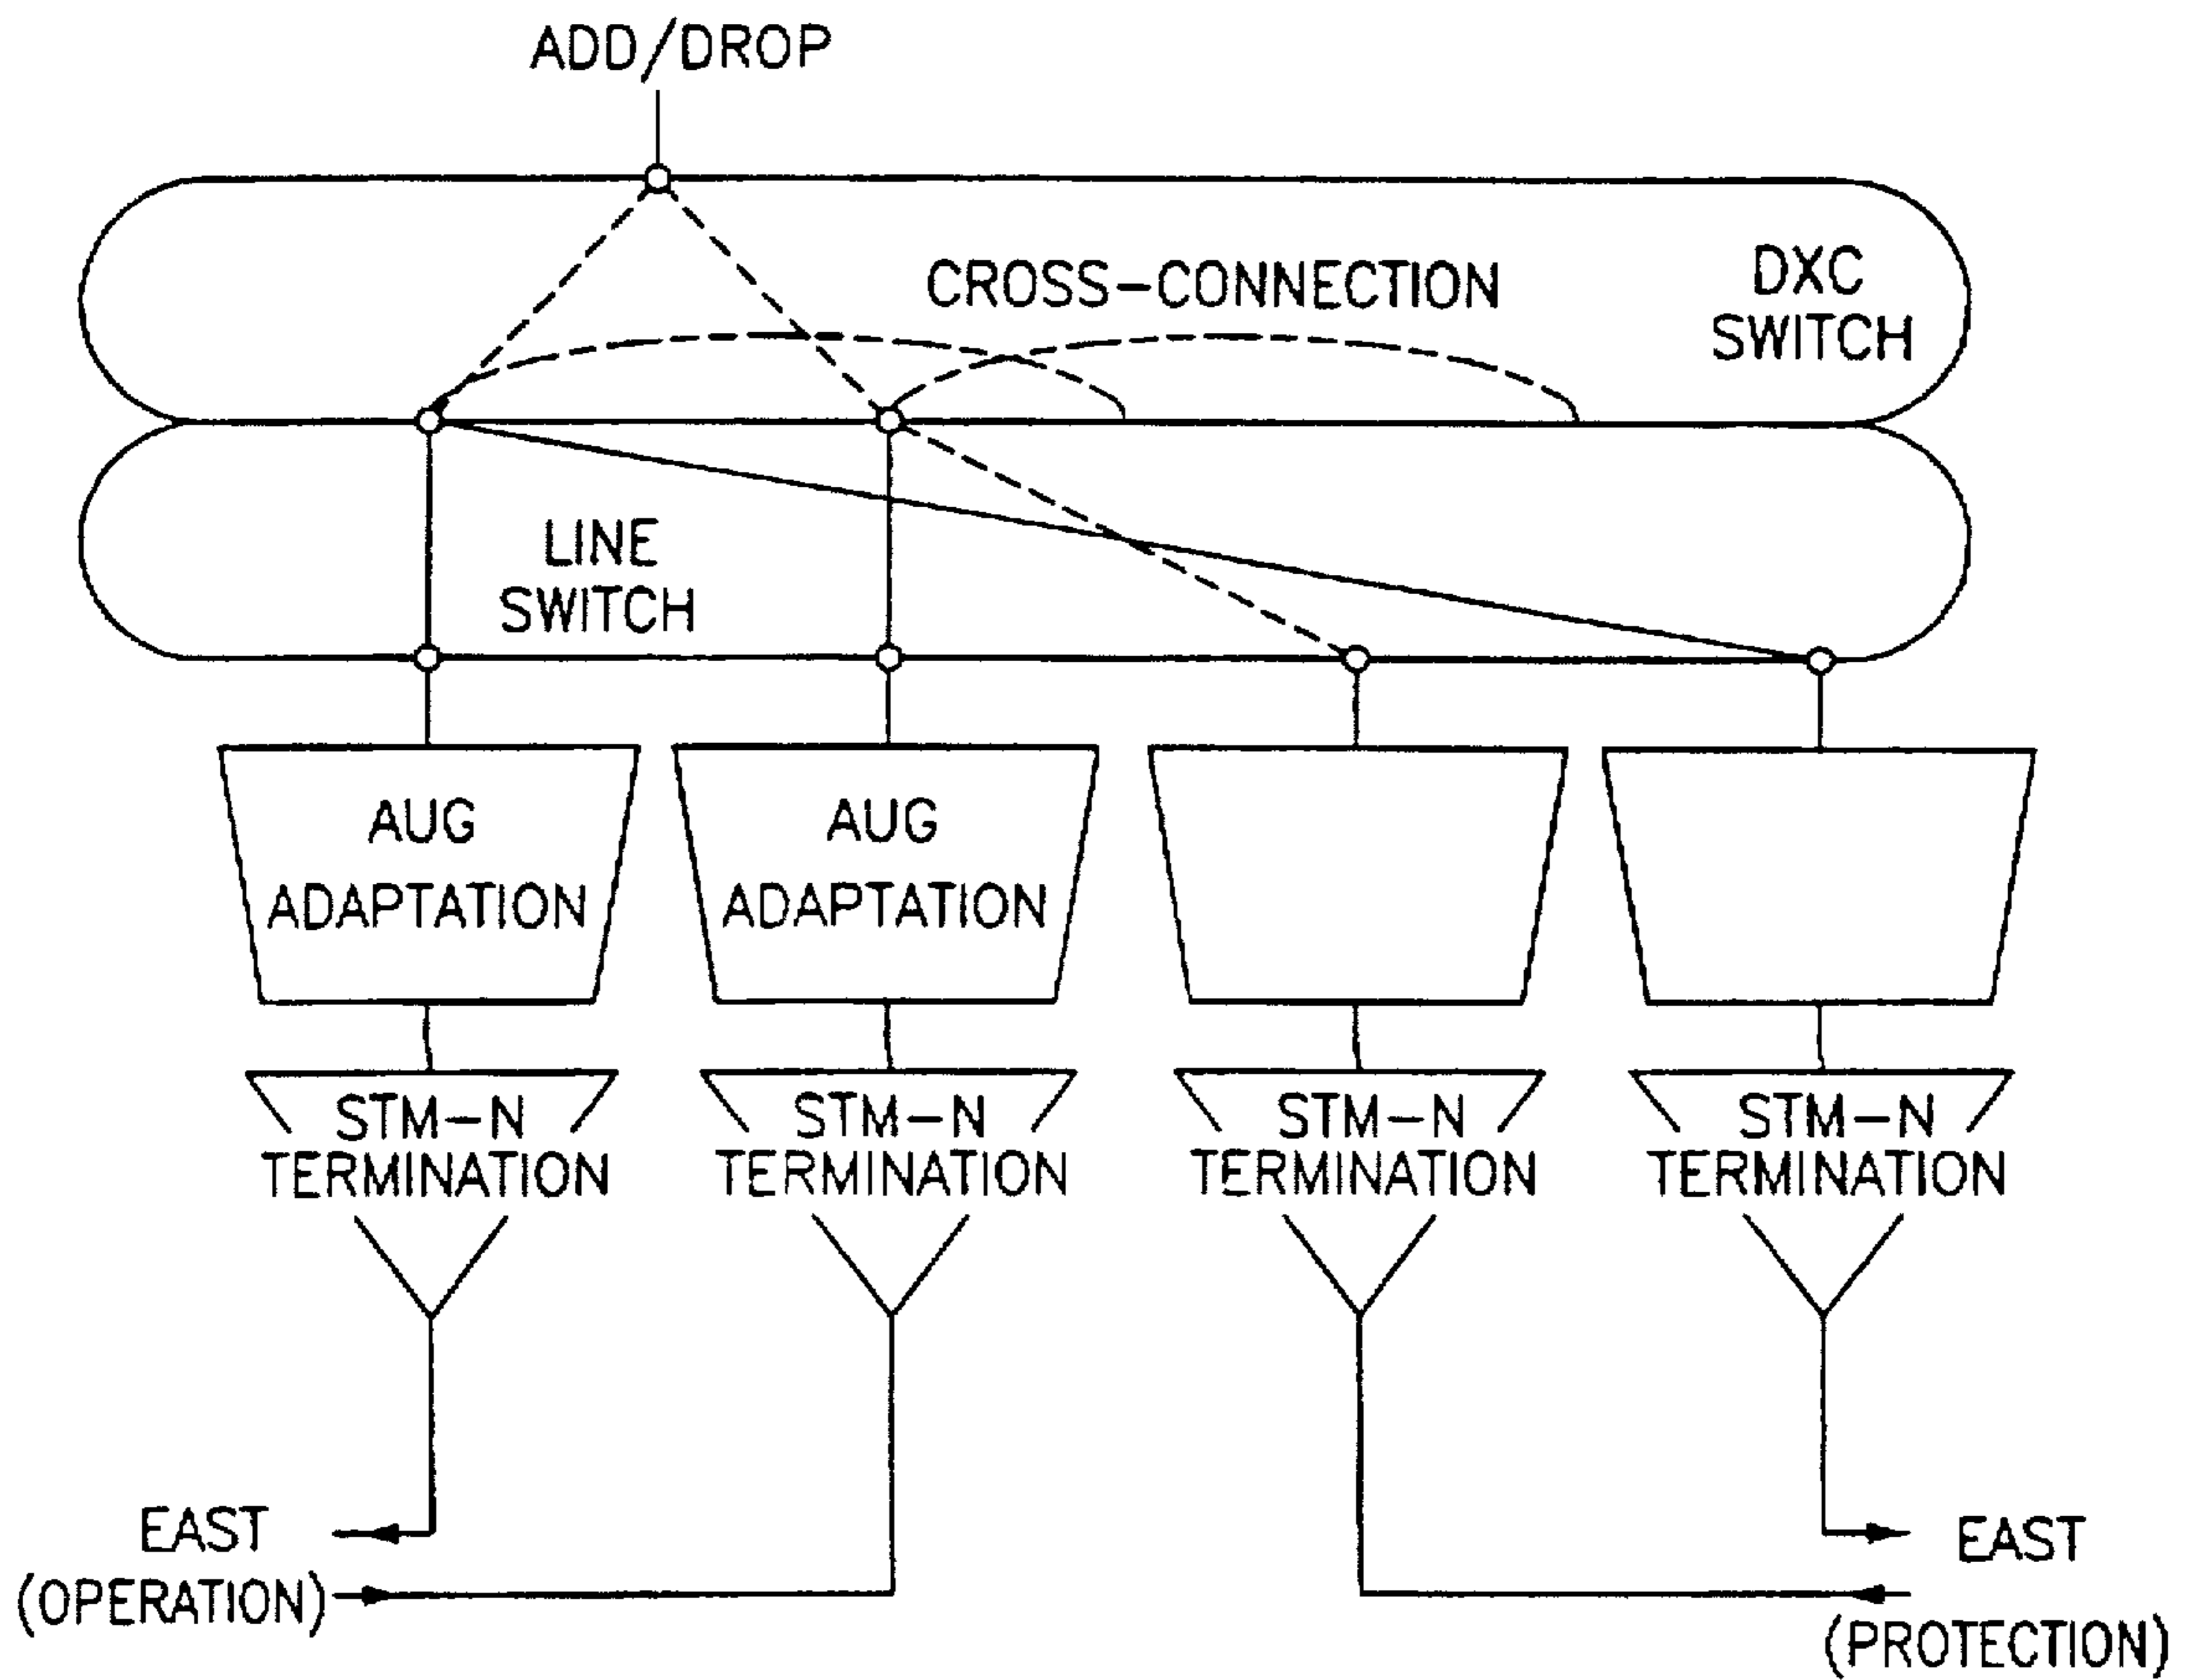 ADD/DROP
CROSS-CONNECTION
DXC
SWITCH
LINE
SWITCH
AUG
ADAPTATION
AUG
ADAPTATION
STM-N
TERMINATION
STM-N
TERMINATION
STM-N
TERMINATION
STM-N
TERMINATION
EAST
(OPERATION)
EAST
(PROTECTION)